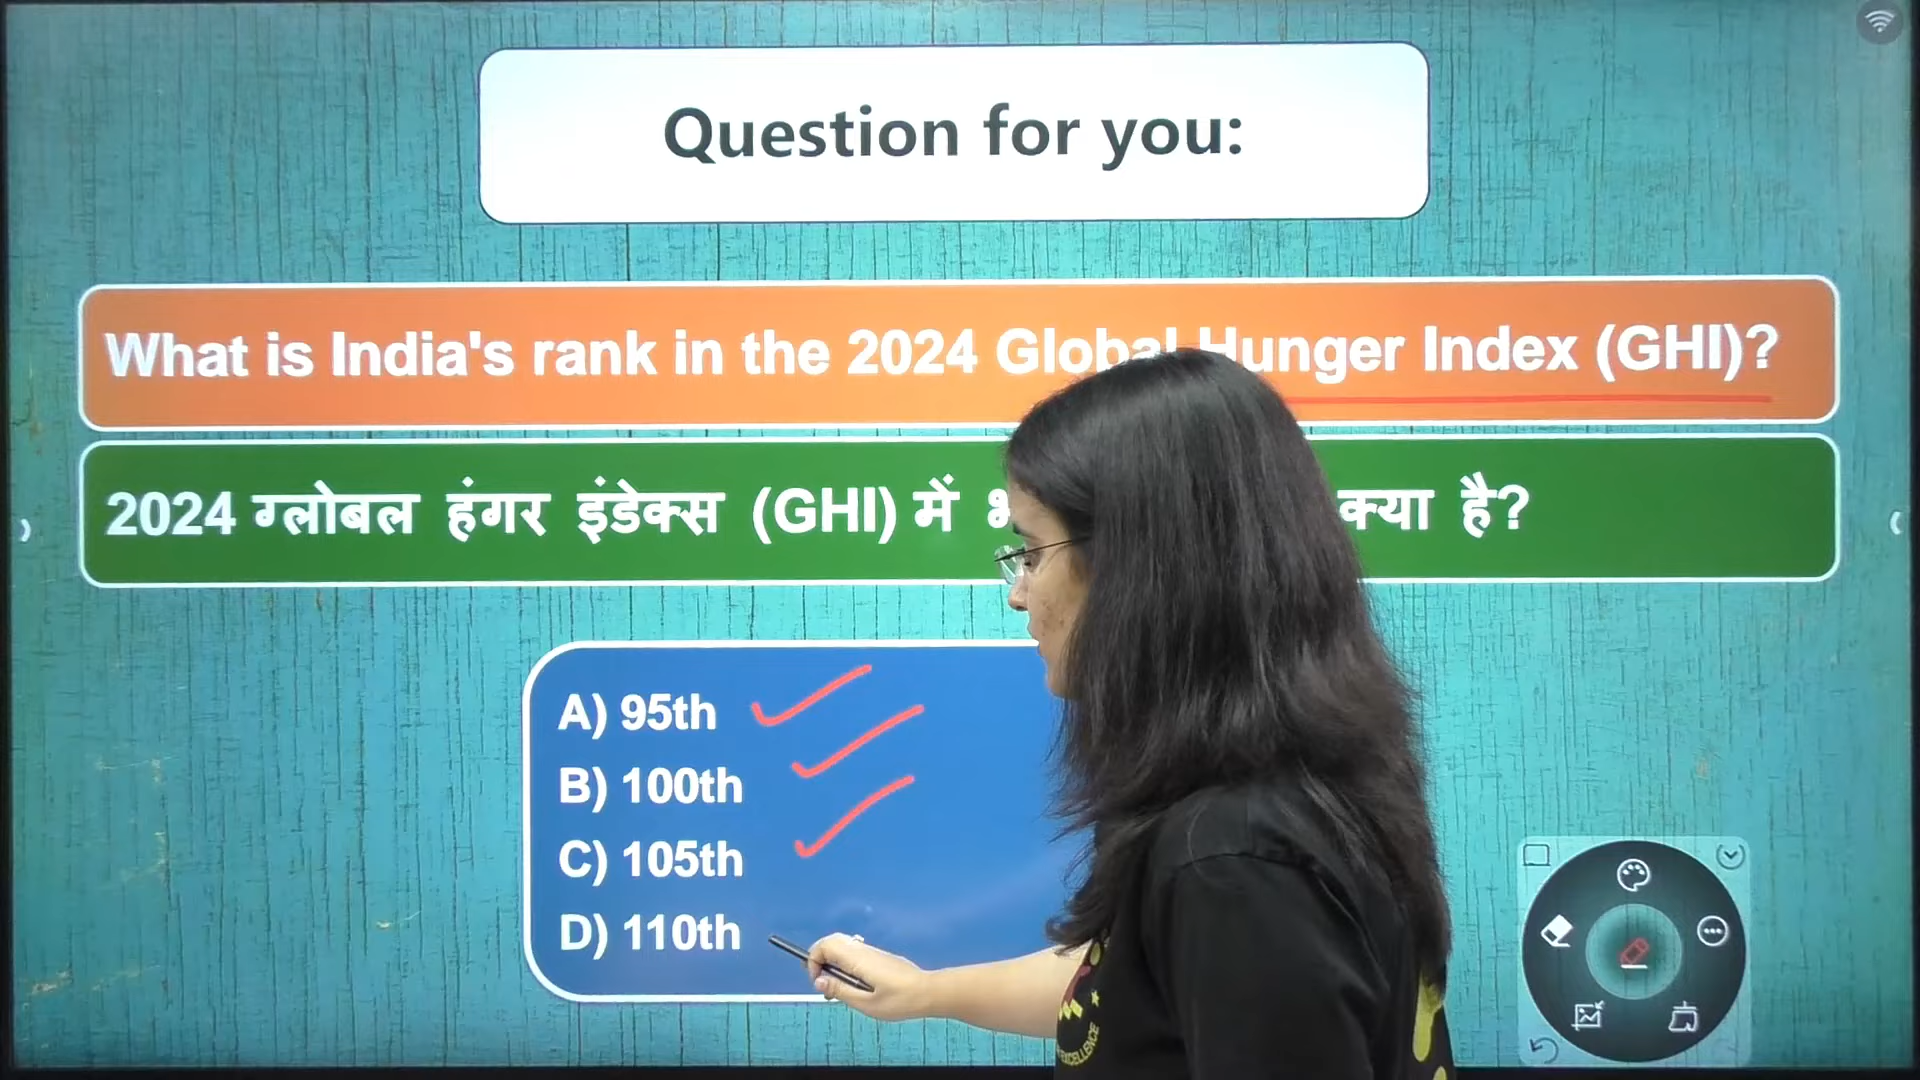 Question for you:
What is India's rank in the 2024 Global Hunger Index (GHI)?
2024 ग्लोबल हंगर इंडेक्स (GHI) में क्या है?
A) 95th
B) 100th
C) 105th
D) 110th
EXCELLENCE